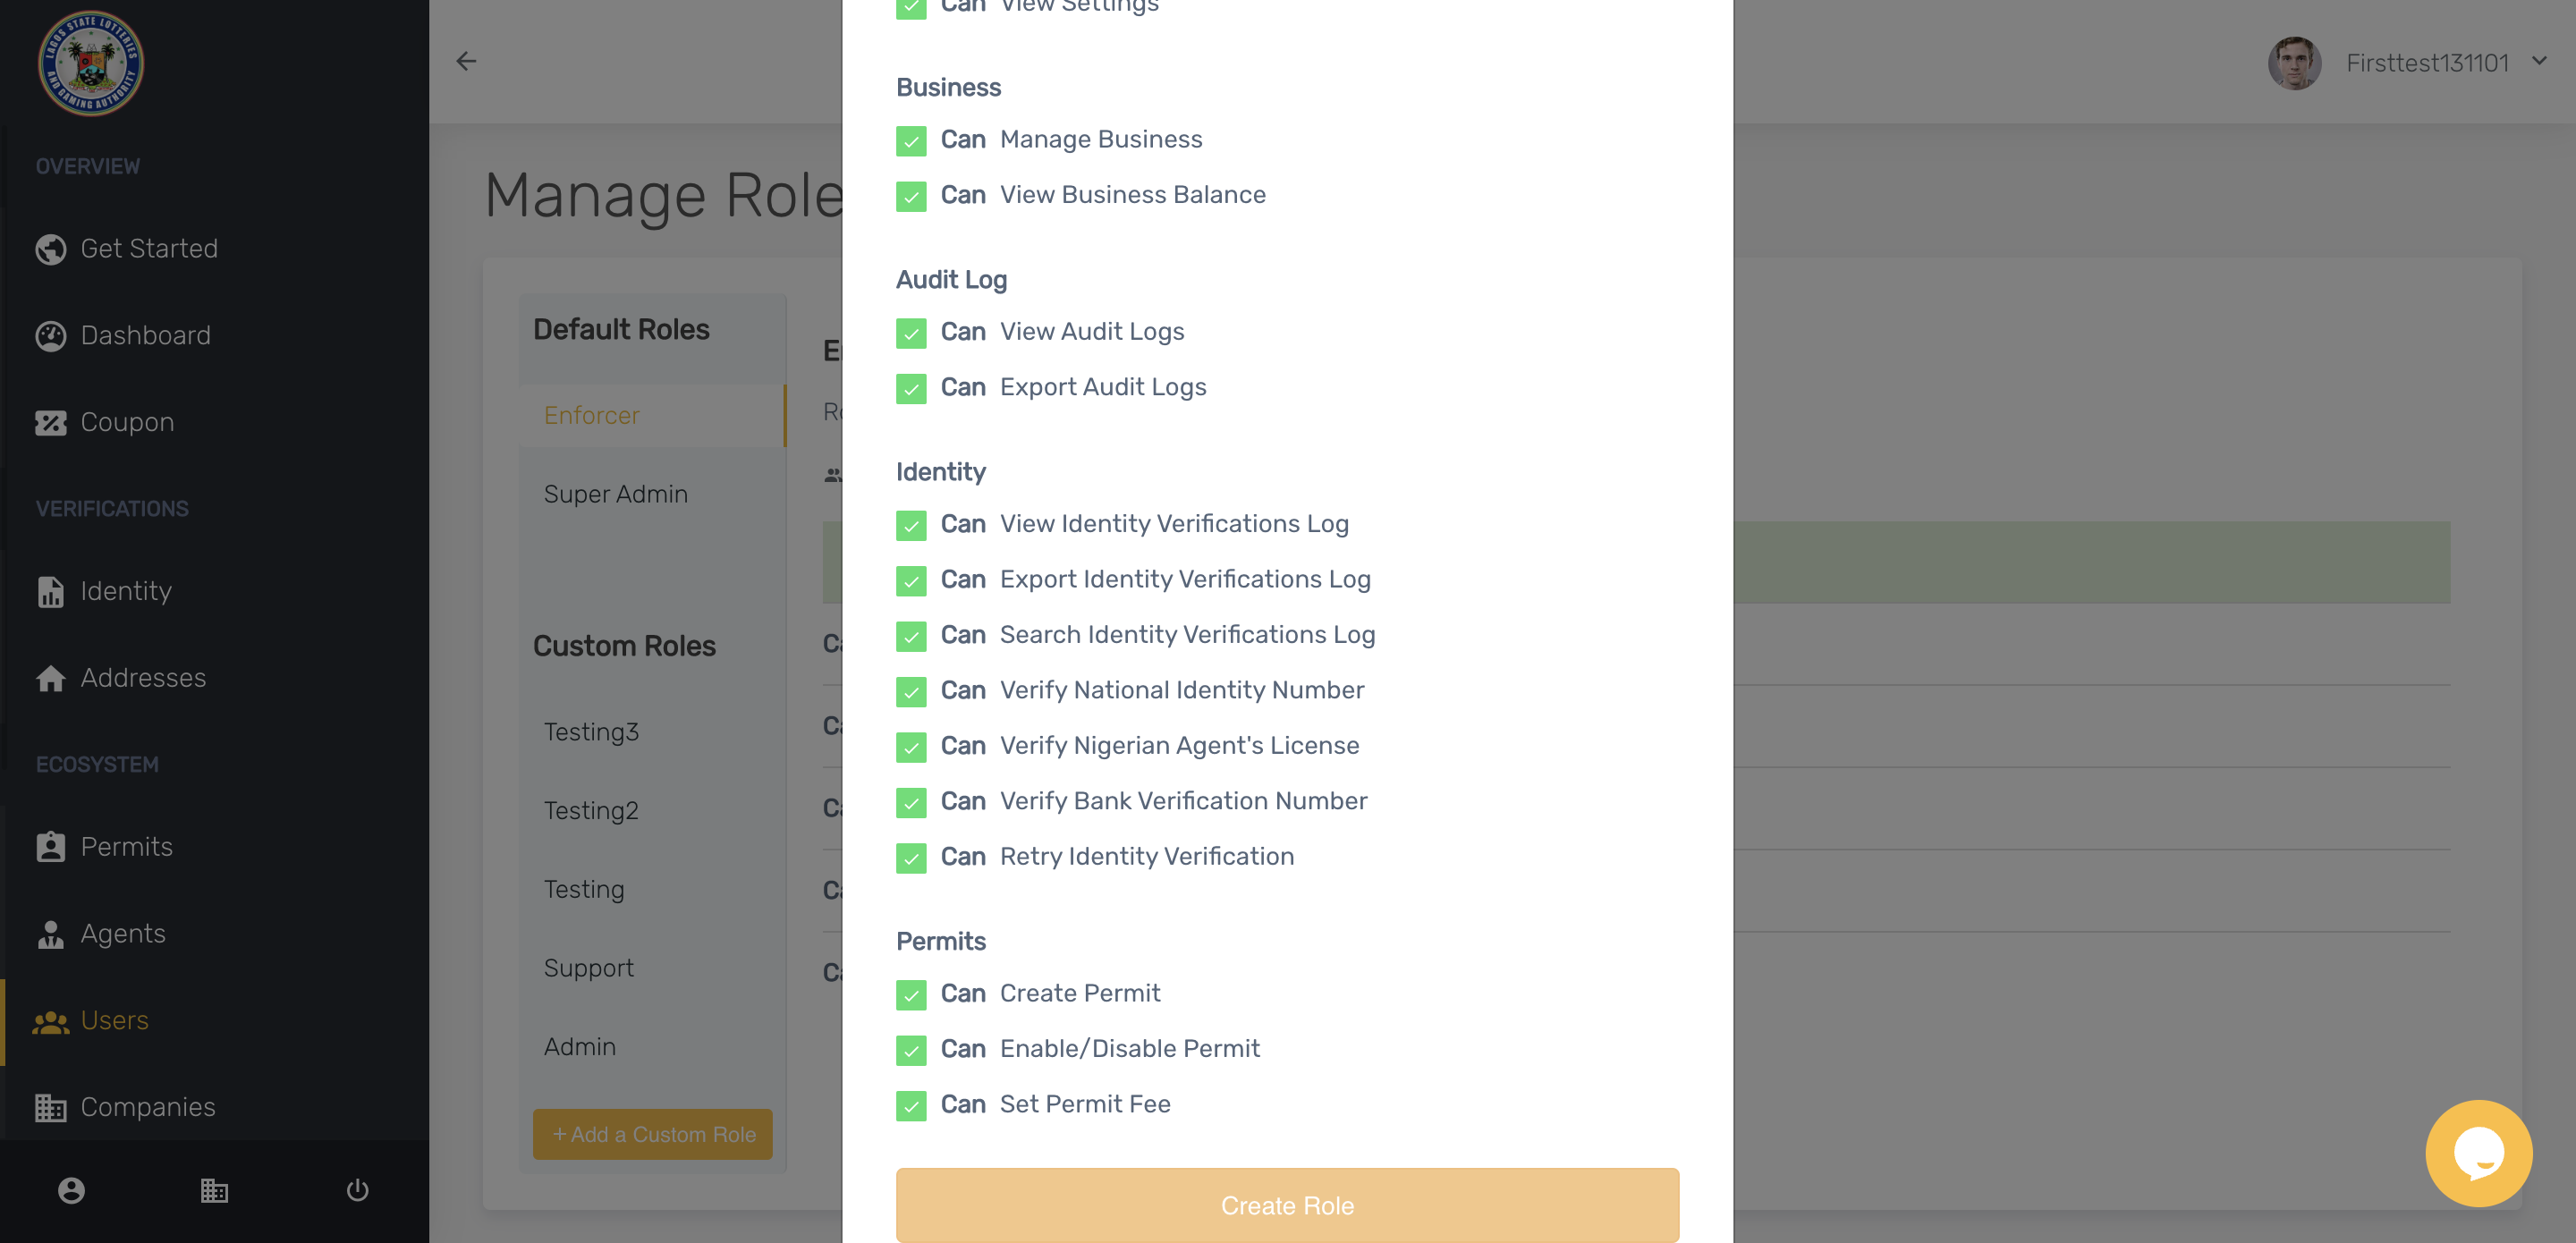 LAGOS STATE LOTTERIES
AND GAMING AUTHORITY
OVERVIEW
Get Started
Dashboard
Coupon
VERIFICATIONS
Identity
Addresses
ECOSYSTEM
Permits
Agents
Users
Companies
Firsttest131101
Manage Role
Default Roles
Enforcer
Super Admin
Custom Roles
Testing3
Testing2
Testing
Support
Admin
+ Add a Custom Role
Can View Settings
Business
Can Manage Business
Can View Business Balance
Audit Log
Can View Audit Logs
Can Export Audit Logs
Identity
Can View Identity Verifications Log
Can Export Identity Verifications Log
Can Search Identity Verifications Log
Can Verify National Identity Number
Can Verify Nigerian Agent's License
Can Verify Bank Verification Number
Can Retry Identity Verification
Permits
Can Create Permit
Can Enable/Disable Permit
Can Set Permit Fee
Create Role